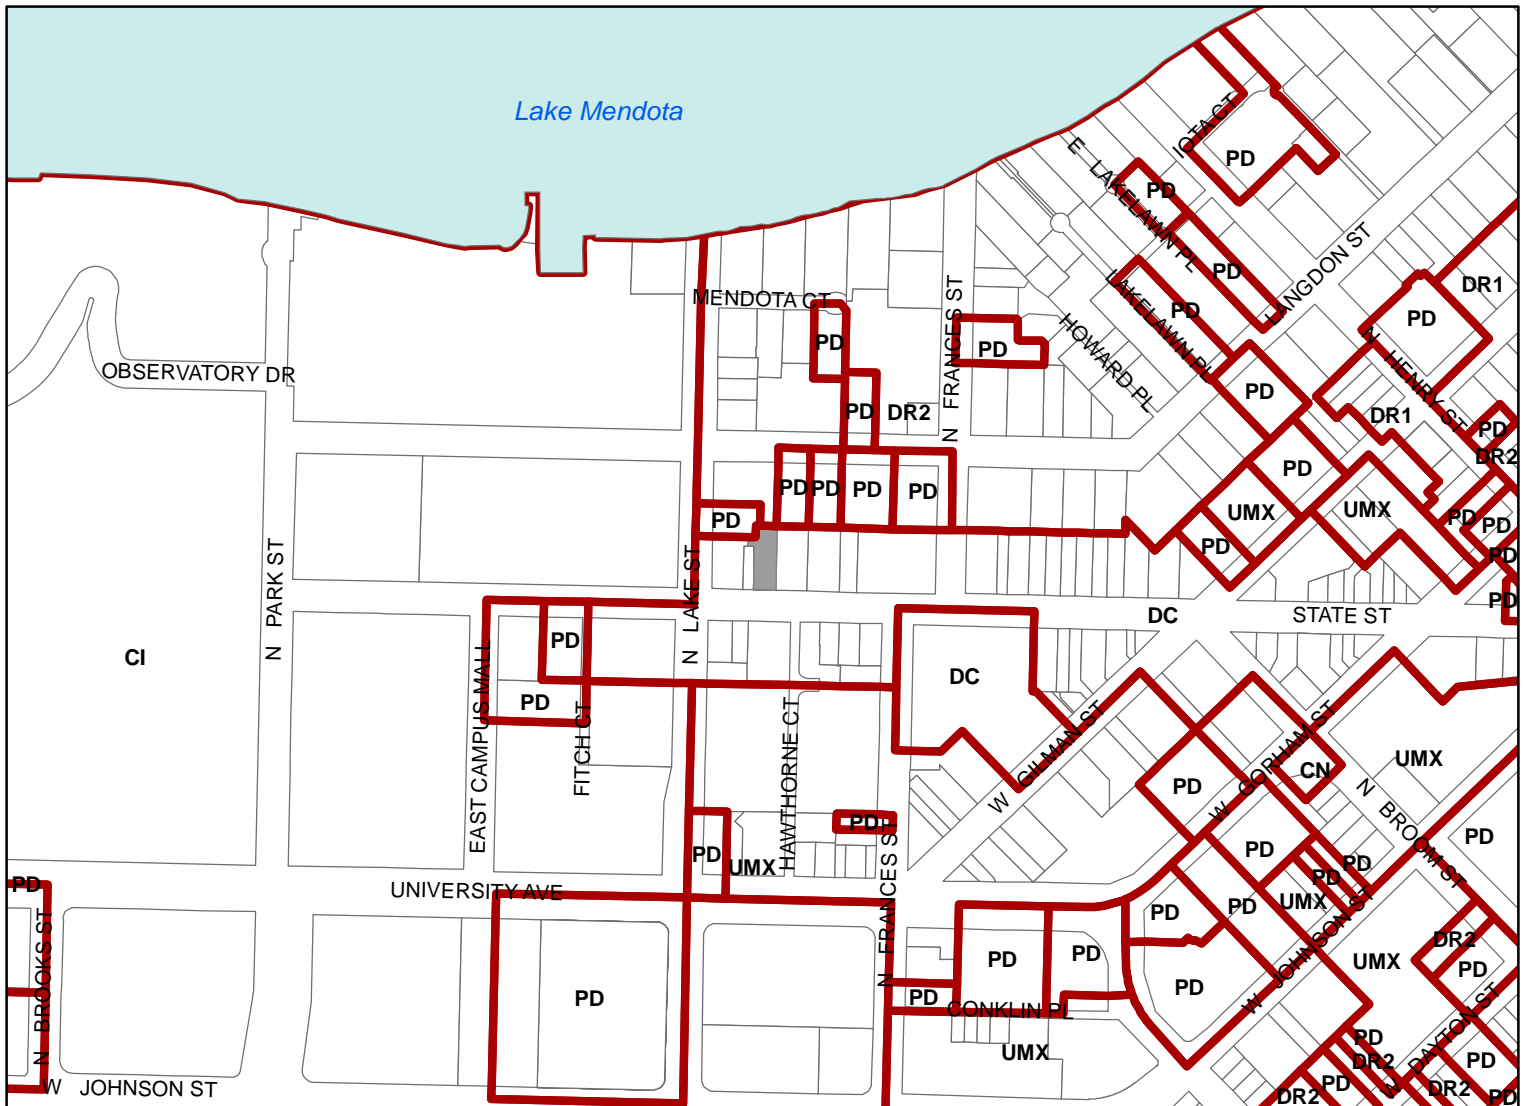 Lake Mendota
IOTA CT
PD
E LAKELAWN PL
PD
PD
LANGDON ST
DR1
LAKELAWN PL
PD
MENDOTA CT
N FRANCES ST
HOWARD PL
PD
PD
PD
N HENRY ST
OBSERVATORY DR
PD
PD
DR2
DR1
PD
DR2
PD
PD
PD
PD
PD
PD
UMX
UMX
PD
PD
PD
PD
PD
N PARK ST
N LAKE ST
DC
STATE ST
PD
CI
PD
EAST CAMPUS MALL
PD
FITCH CT
DC
HAWTHORNE CT
W GILMAN ST
W GORHAM ST
CN
UMX
PD
N BROOM ST
PD
PD
PD
UMX
N FRANCES ST
PD
PD
PD
UMX
PD
UNIVERSITY AVE
PD
PD
W JOHNSON ST
N BROOKS ST
PD
PD
PD
PD
PD
CONKLIN PL
UMX
UMX
DR2
PD
W DAYTON ST
PD
DR2
PD
PD
DR2
DR2
PD
W JOHNSON ST